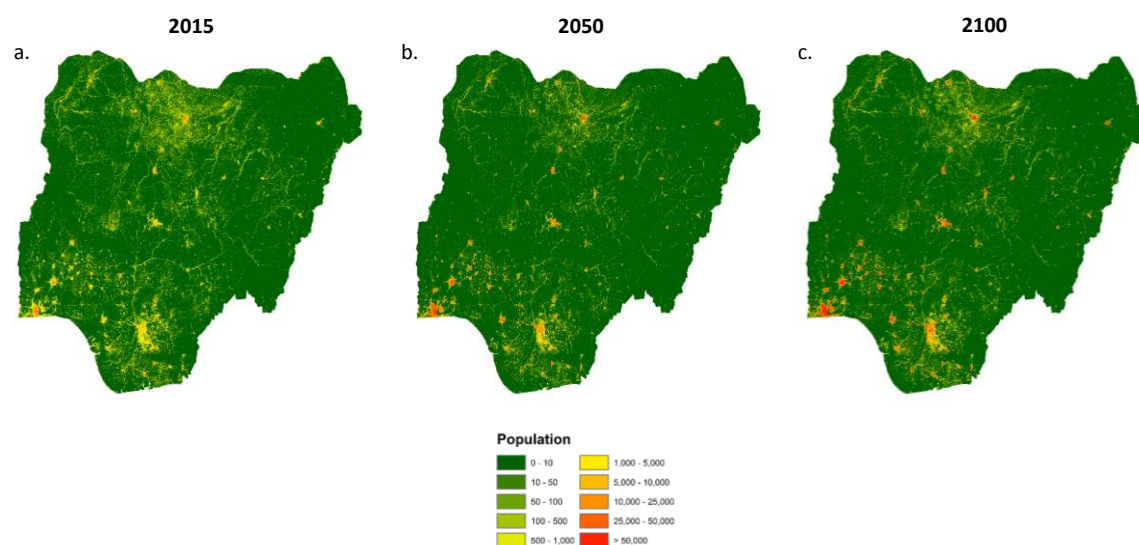 2015 2050 2100
a. b. c.
Population
0 - 10 1,000 - 5,000
10 - 50 5,000 - 10,000
50 - 100 10,000 - 25,000
100 - 500 25,000 - 50,000
500 - 1,000 > 50,000